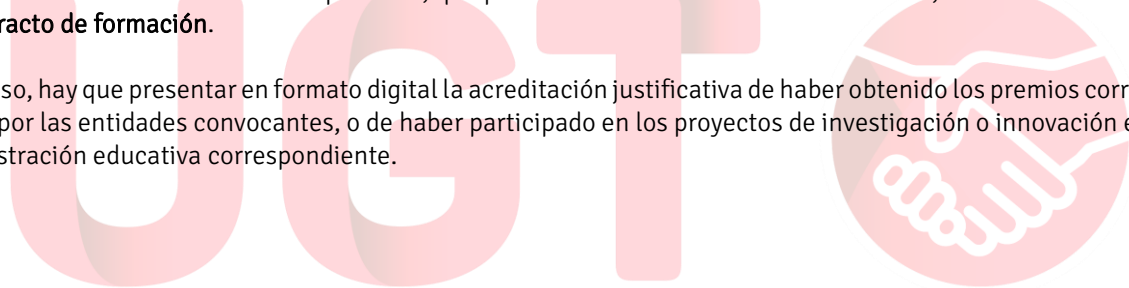 racto de formación.
so, hay que presentar en formato digital la acreditación justificativa de haber obtenido los premios corr
por las entidades convocantes, o de haber participado en los proyectos de investigación o innovación e
stración educativa correspondiente.
UGT